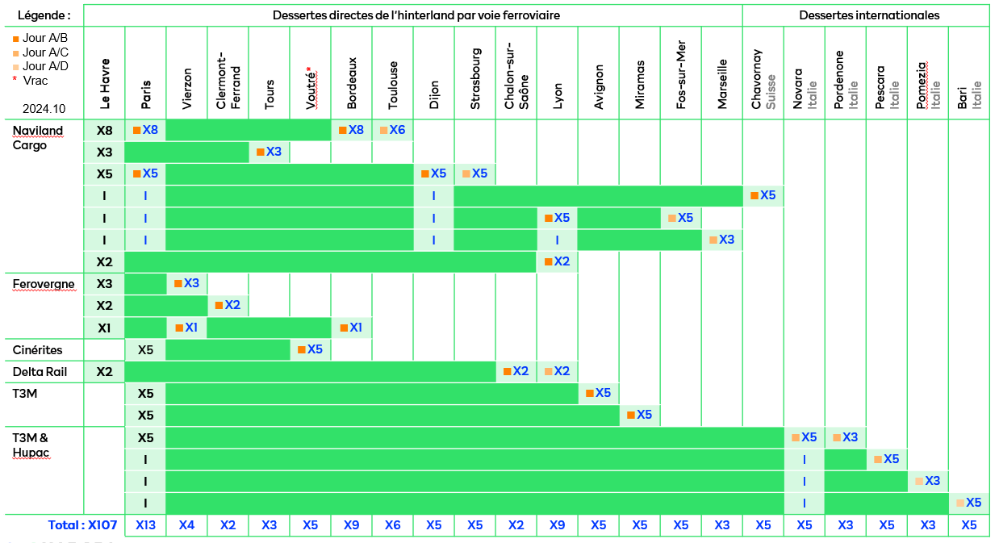 Légende :
Dessertes directes de l'hinterland par voie ferroviaire
Dessertes internationales
Jour A/B
Jour A/C
Jour A/D
* Vrac
2024.10
Le Havre
Paris
Vierzon
Clermont-
Ferrand
Tours
Voutré*
Bordeaux
Toulouse
Dijon
Strasbourg
Chalon-sur-
Saône
Lyon
Avignon
Miramas
Fos-sur-Mer
Marseille
Chavornay
Suisse
Novara
Italie
Pordenone
Italie
Pescara
Italie
Pomezia
Italie
Bari
Italie
Naviland
Cargo
X8 X8 X8 X6
X3 X3
X5 X5 X5 X5
I I I X5
I I I X5 X5
I I I I X3
X2 X2
Ferovergne X3 X3
X2 X2
X1 X1 X1
Cinérites X5 X5
Delta Rail X2 X2 X2
T3M X5 X5
X5 X5
T3M &
Hupac
X5 X5 X3
I I X5
I I X3
I I X5
Total : X107 X13 X4 X2 X3 X5 X9 X6 X5 X5 X2 X9 X5 X5 X5 X3 X5 X5 X3 X5 X3 X5